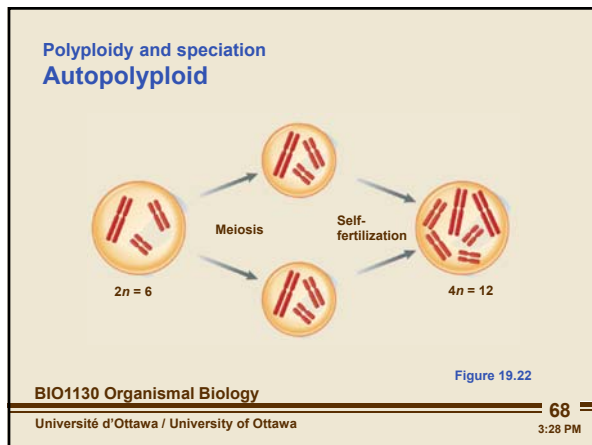 Polyploidy and speciation
Autopolyploid
Meiosis
Self-
fertilization
2n = 6
4n = 12
Figure 19.22
BIO1130 Organismal Biology
Université d'Ottawa / University of Ottawa
68
3:28 PM